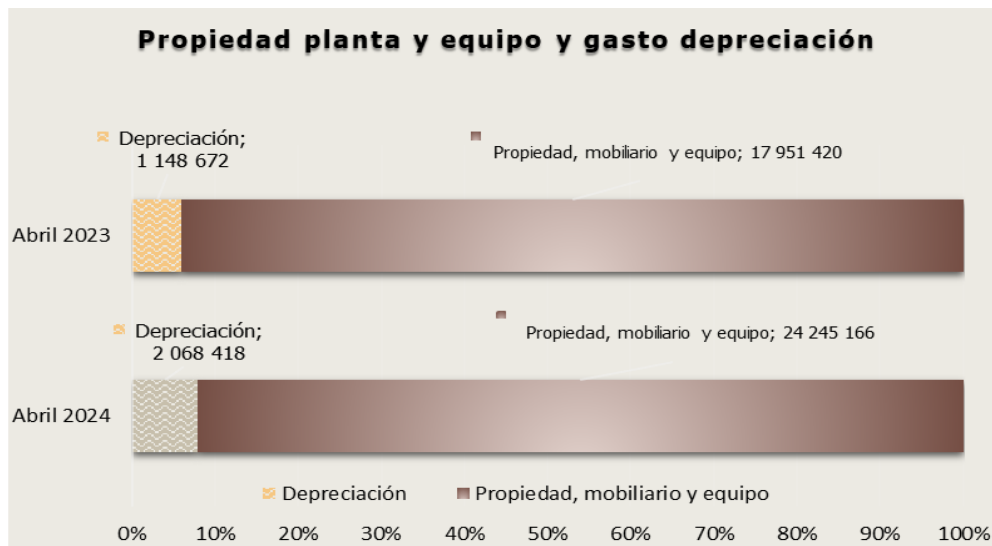 Propiedad planta y equipo y gasto depreciación
Depreciación;
1 148 672
Propiedad, mobiliario y equipo; 17 951 420
Abril 2023
Depreciación;
2 068 418
Propiedad, mobiliario y equipo; 24 245 166
Abril 2024
Depreciación Propiedad, mobiliario y equipo
0% 10% 20% 30% 40% 50% 60% 70% 80% 90% 100%